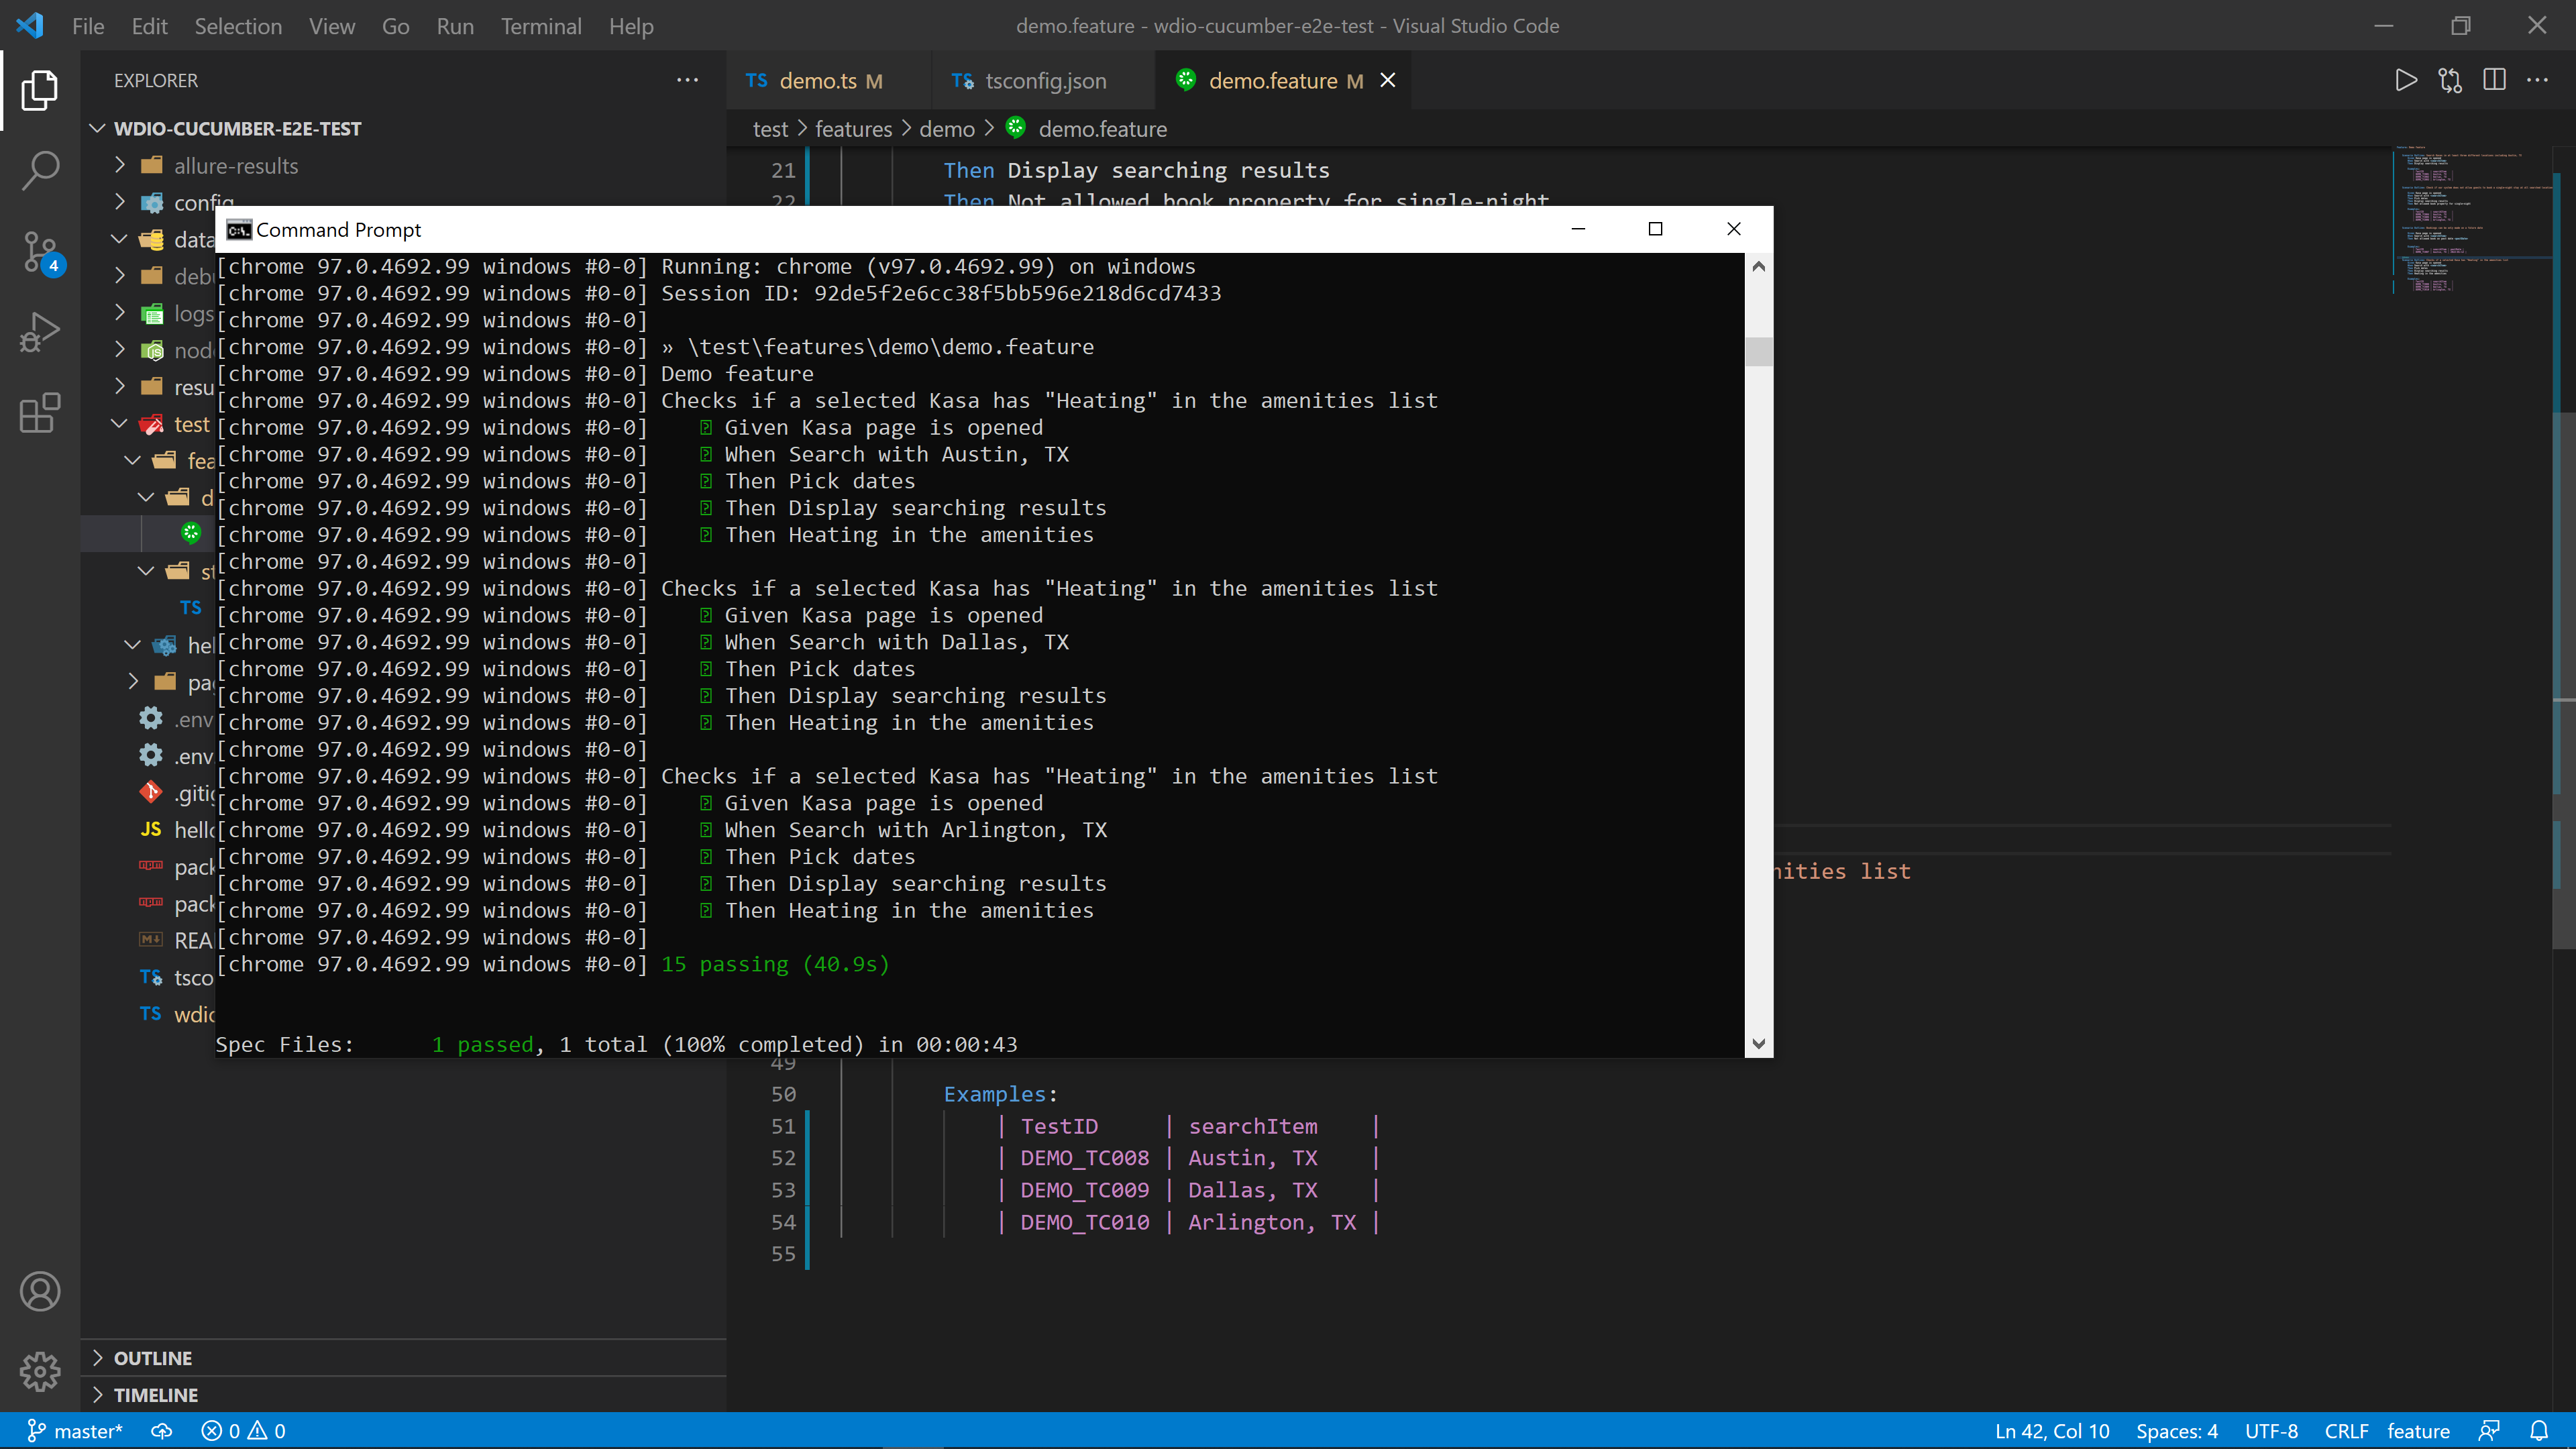 File Edit Selection View Go Run Terminal Help
demo.feature - wdio-cucumber-e2e-test - Visual Studio Code
EXPLORER
TS demo.ts M
TS tsconfig.json
demo.feature M
WDIO-CUCUMBER-E2E-TEST
test > features > demo > demo.feature
allure-results
config
data
logs
test
.env
.env
JS
TS
TS
TS
4
21 Then Display searching results
22 Then Not allowed book property for single-night
Command Prompt
[chrome 97.0.4692.99 windows #0-0] Running: chrome (v97.0.4692.99) on windows
[chrome 97.0.4692.99 windows #0-0] Session ID: 92de5f2e6cc38f5bb596e218d6cd7433
[chrome 97.0.4692.99 windows #0-0]
[chrome 97.0.4692.99 windows #0-0] » \test\features\demo\demo.feature
[chrome 97.0.4692.99 windows #0-0] Demo feature
[chrome 97.0.4692.99 windows #0-0] Checks if a selected Kasa has "Heating" in the amenities list
[chrome 97.0.4692.99 windows #0-0] Given Kasa page is opened
[chrome 97.0.4692.99 windows #0-0] When Search with Austin, TX
[chrome 97.0.4692.99 windows #0-0] Then Pick dates
[chrome 97.0.4692.99 windows #0-0] Then Display searching results
[chrome 97.0.4692.99 windows #0-0] Then Heating in the amenities
[chrome 97.0.4692.99 windows #0-0]
[chrome 97.0.4692.99 windows #0-0] Checks if a selected Kasa has "Heating" in the amenities list
[chrome 97.0.4692.99 windows #0-0] Given Kasa page is opened
[chrome 97.0.4692.99 windows #0-0] When Search with Dallas, TX
[chrome 97.0.4692.99 windows #0-0] Then Pick dates
[chrome 97.0.4692.99 windows #0-0] Then Display searching results
[chrome 97.0.4692.99 windows #0-0] Then Heating in the amenities
[chrome 97.0.4692.99 windows #0-0]
[chrome 97.0.4692.99 windows #0-0] Checks if a selected Kasa has "Heating" in the amenities list
[chrome 97.0.4692.99 windows #0-0] Given Kasa page is opened
[chrome 97.0.4692.99 windows #0-0] When Search with Arlington, TX
[chrome 97.0.4692.99 windows #0-0] Then Pick dates
[chrome 97.0.4692.99 windows #0-0] Then Display searching results
[chrome 97.0.4692.99 windows #0-0] Then Heating in the amenities
[chrome 97.0.4692.99 windows #0-0]
[chrome 97.0.4692.99 windows #0-0] 15 passing (40.9s)
Spec Files: 1 passed, 1 total (100% completed) in 00:00:43
nities list
49
50 Examples:
51 | TestID | searchItem |
52 | DEMO_TC008 | Austin, TX |
53 | DEMO_TC009 | Dallas, TX |
54 | DEMO_TC010 | Arlington, TX |
55
OUTLINE
TIMELINE
master* 0 0 Ln 42, Col 10 Spaces: 4 UTF-8 CRLF feature